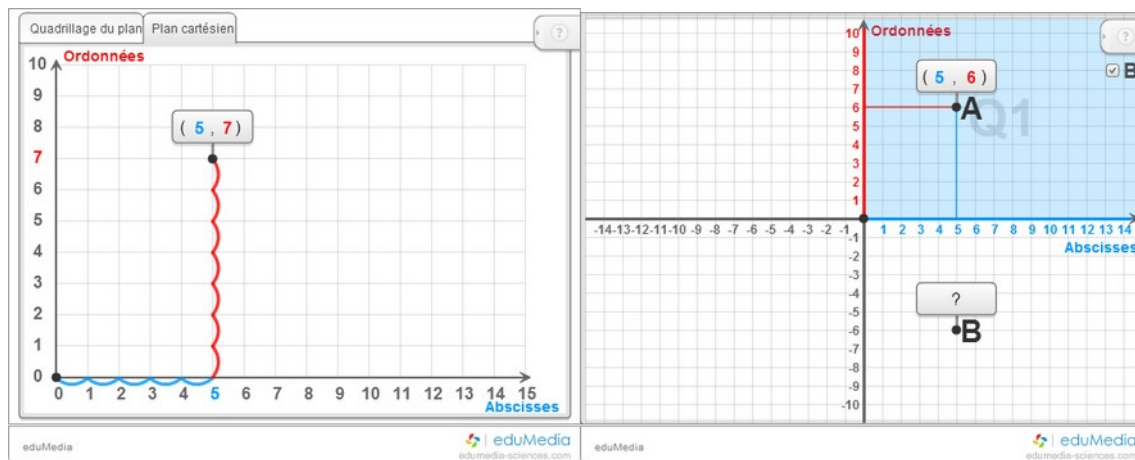 Quadrillage du plan Plan cartésien
?
Ordonnées
10
9
8
7
6
5
4
3
2
1
0
( 5 , 7 )
0 1 2 3 4 5 6 7 8 9 10 11 12 13 14 15
Abscisses
eduMedia
eduMedia
edumedia-sciences.com
Ordonnées
?
B
10
9
8
7
6
5
4
3
2
1
( 5 , 6 )
A
Q1
-14 -13 -12 -11 -10 -9 -8 -7 -6 -5 -4 -3 -2 -1 1 2 3 4 5 6 7 8 9 10 11 12 13 14
Abscisses
-1
-2
-3
-4
-5
-6
-7
-8
-9
-10
?
B
eduMedia
eduMedia
edumedia-sciences.com